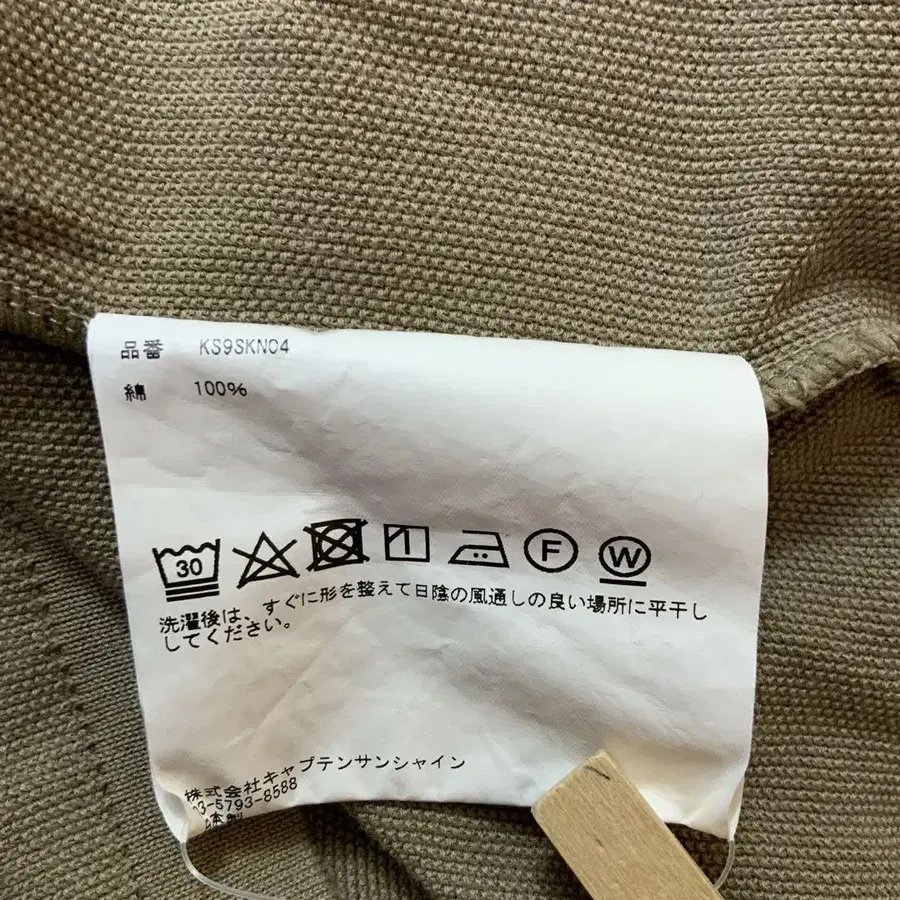 品番 KS9SKN04
綿 100%
30 F W
洗濯後は、すぐに形を整えて日陰の風通しの良い場所に平干し
してください。
株式会社キャプテンサンシャイン
03-5793-8588
日本製